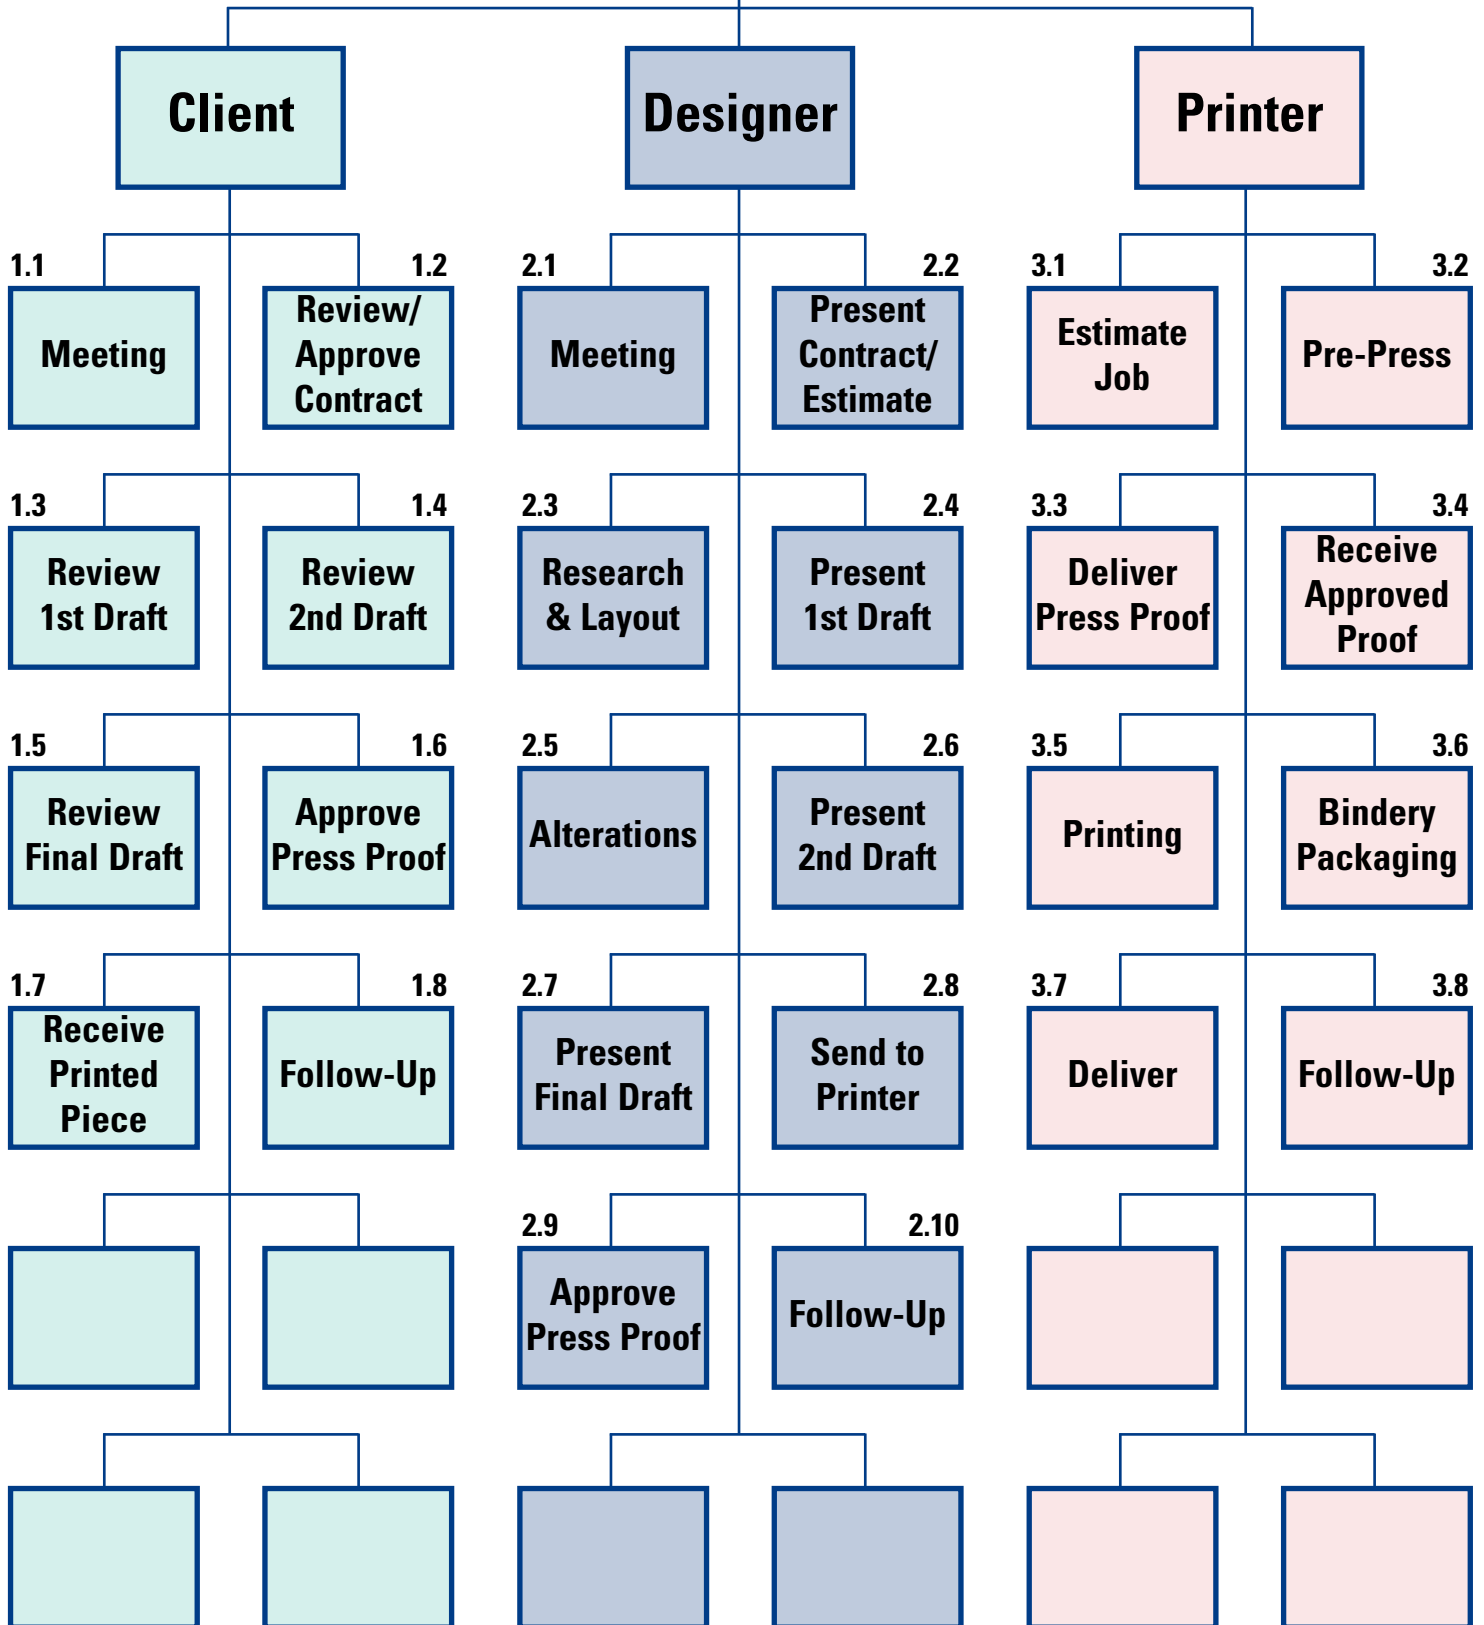 Client
Designer
Printer
1.1
1.2
2.1
2.2
3.1
3.2
Meeting
Review/
Approve
Contract
Meeting
Present
Contract/
Estimate
Estimate
Job
Pre-Press
1.3
1.4
2.3
2.4
3.3
3.4
Review
1st Draft
Review
2nd Draft
Research
& Layout
Present
1st Draft
Deliver
Press Proof
Receive
Approved
Proof
1.5
1.6
2.5
2.6
3.5
3.6
Review
Final Draft
Approve
Press Proof
Alterations
Present
2nd Draft
Printing
Bindery
Packaging
1.7
1.8
2.7
2.8
3.7
3.8
Receive
Printed
Piece
Follow-Up
Present
Final Draft
Send to
Printer
Deliver
Follow-Up
2.9
2.10
Approve
Press Proof
Follow-Up